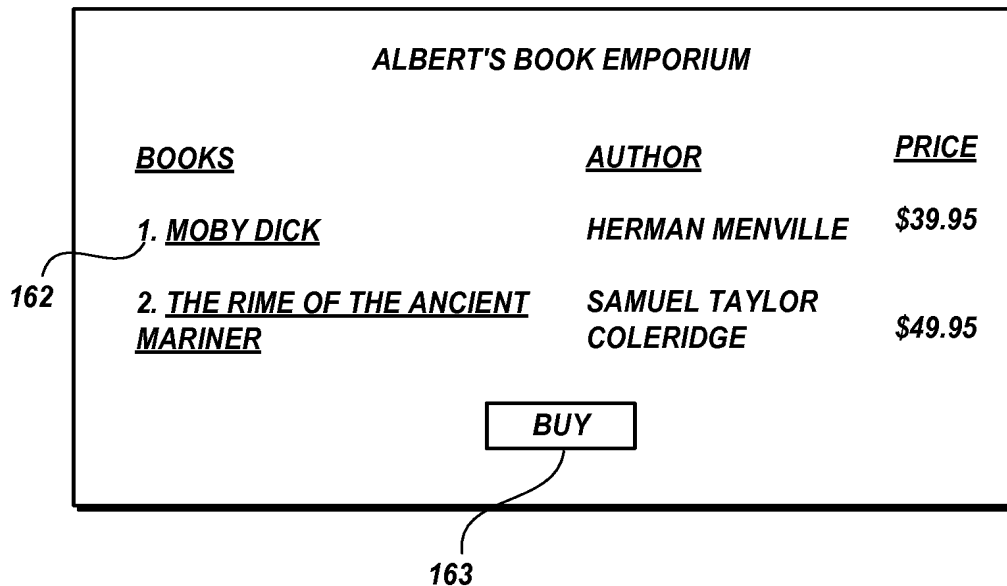 ALBERT'S BOOK EMPORIUM
BOOKS AUTHOR PRICE
1. MOBY DICK HERMAN MENVILLE $39.95
162
2. THE RIME OF THE ANCIENT SAMUEL TAYLOR
MARINER COLERIDGE $49.95
BUY
163